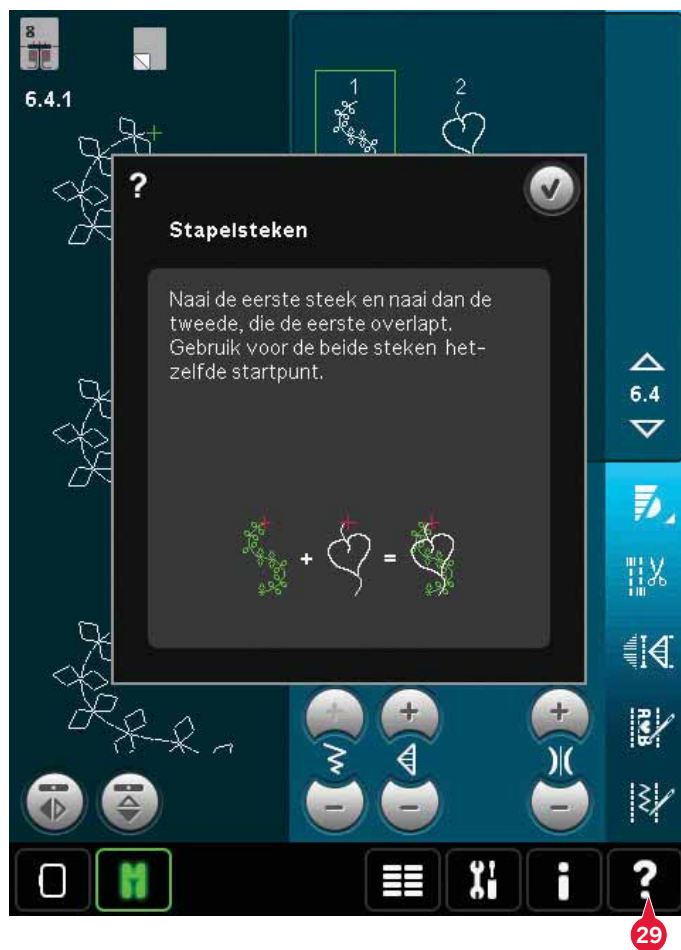 8
6.4.1
1
2
?
Stapelsteken
Naai de eerste steek en naai dan de
tweede, die de eerste overlapt.
Gebruik voor de beide steken het-
zelfde startpunt.
+ =
6.4
+ + +
- - -
i ?
29